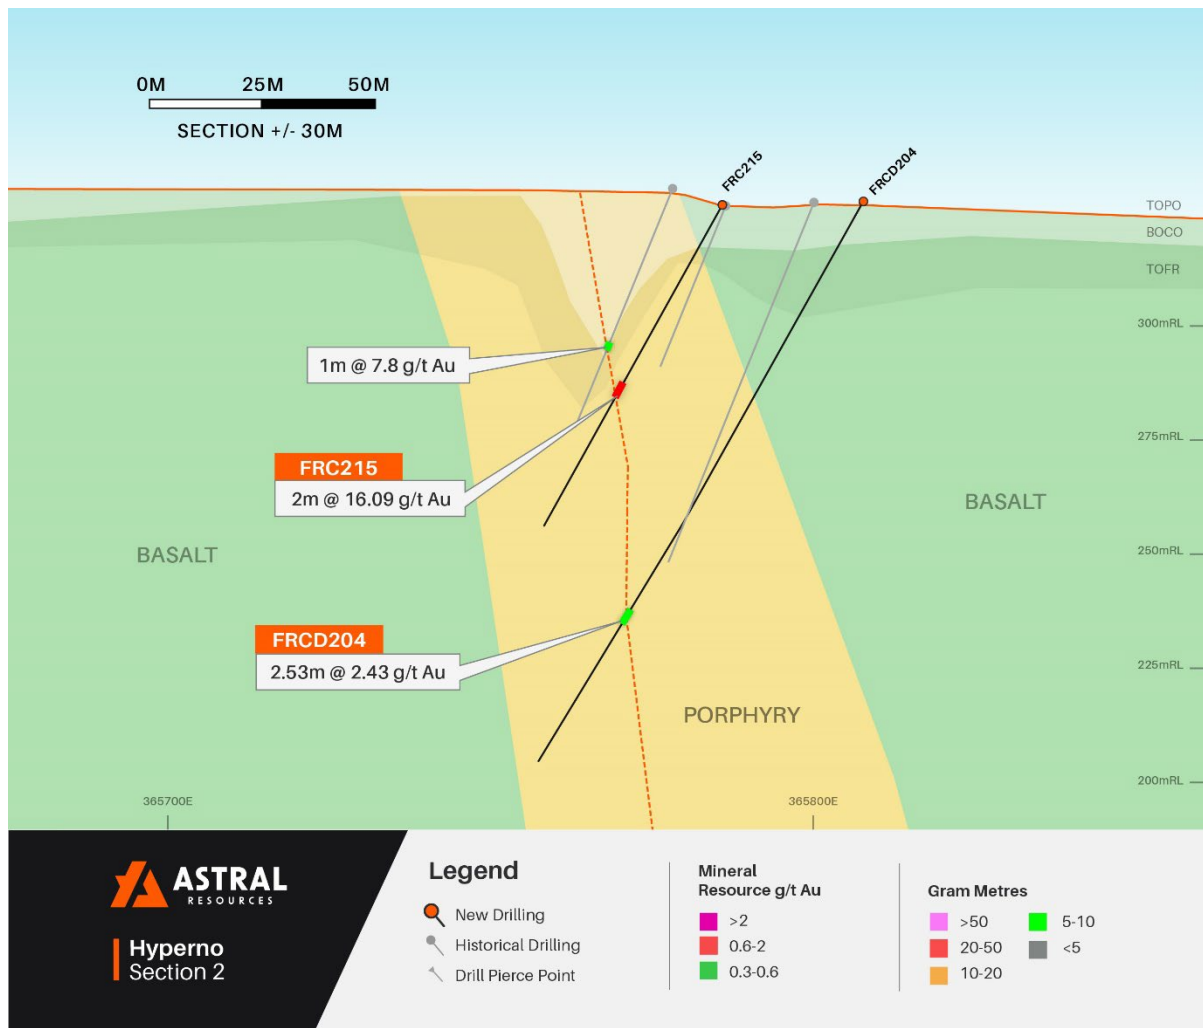 0M 25M 50M
SECTION +/- 30M
FRC215
FRCD204
TOPO
BOCO
TOFR
300mRL
1m @ 7.8 g/t Au
275mRL
FRC215
2m @ 16.09 g/t Au
BASALT
BASALT
250mRL
FRCD204
2.53m @ 2.43 g/t Au
225mRL
PORPHYRY
200mRL
365700E
365800E
ASTRAL
RESOURCES
Hyperno
Section 2
Legend
New Drilling
Historical Drilling
Drill Pierce Point
Mineral
Resource g/t Au
>2
0.6-2
0.3-0.6
Gram Metres
>50
20-50
10-20
5-10
<5